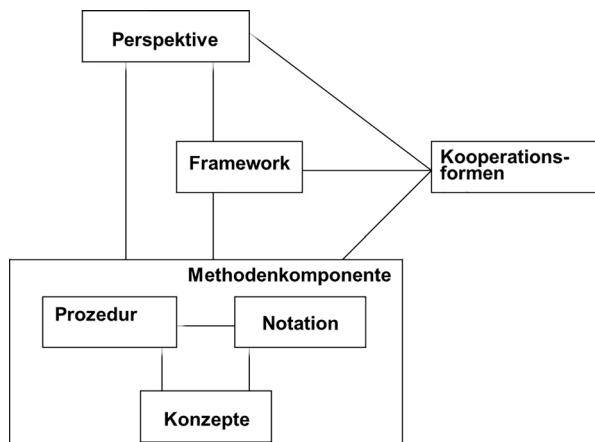 Perspektive
Framework
Kooperations-
formen
Methodenkomponente
Prozedur
Notation
Konzepte